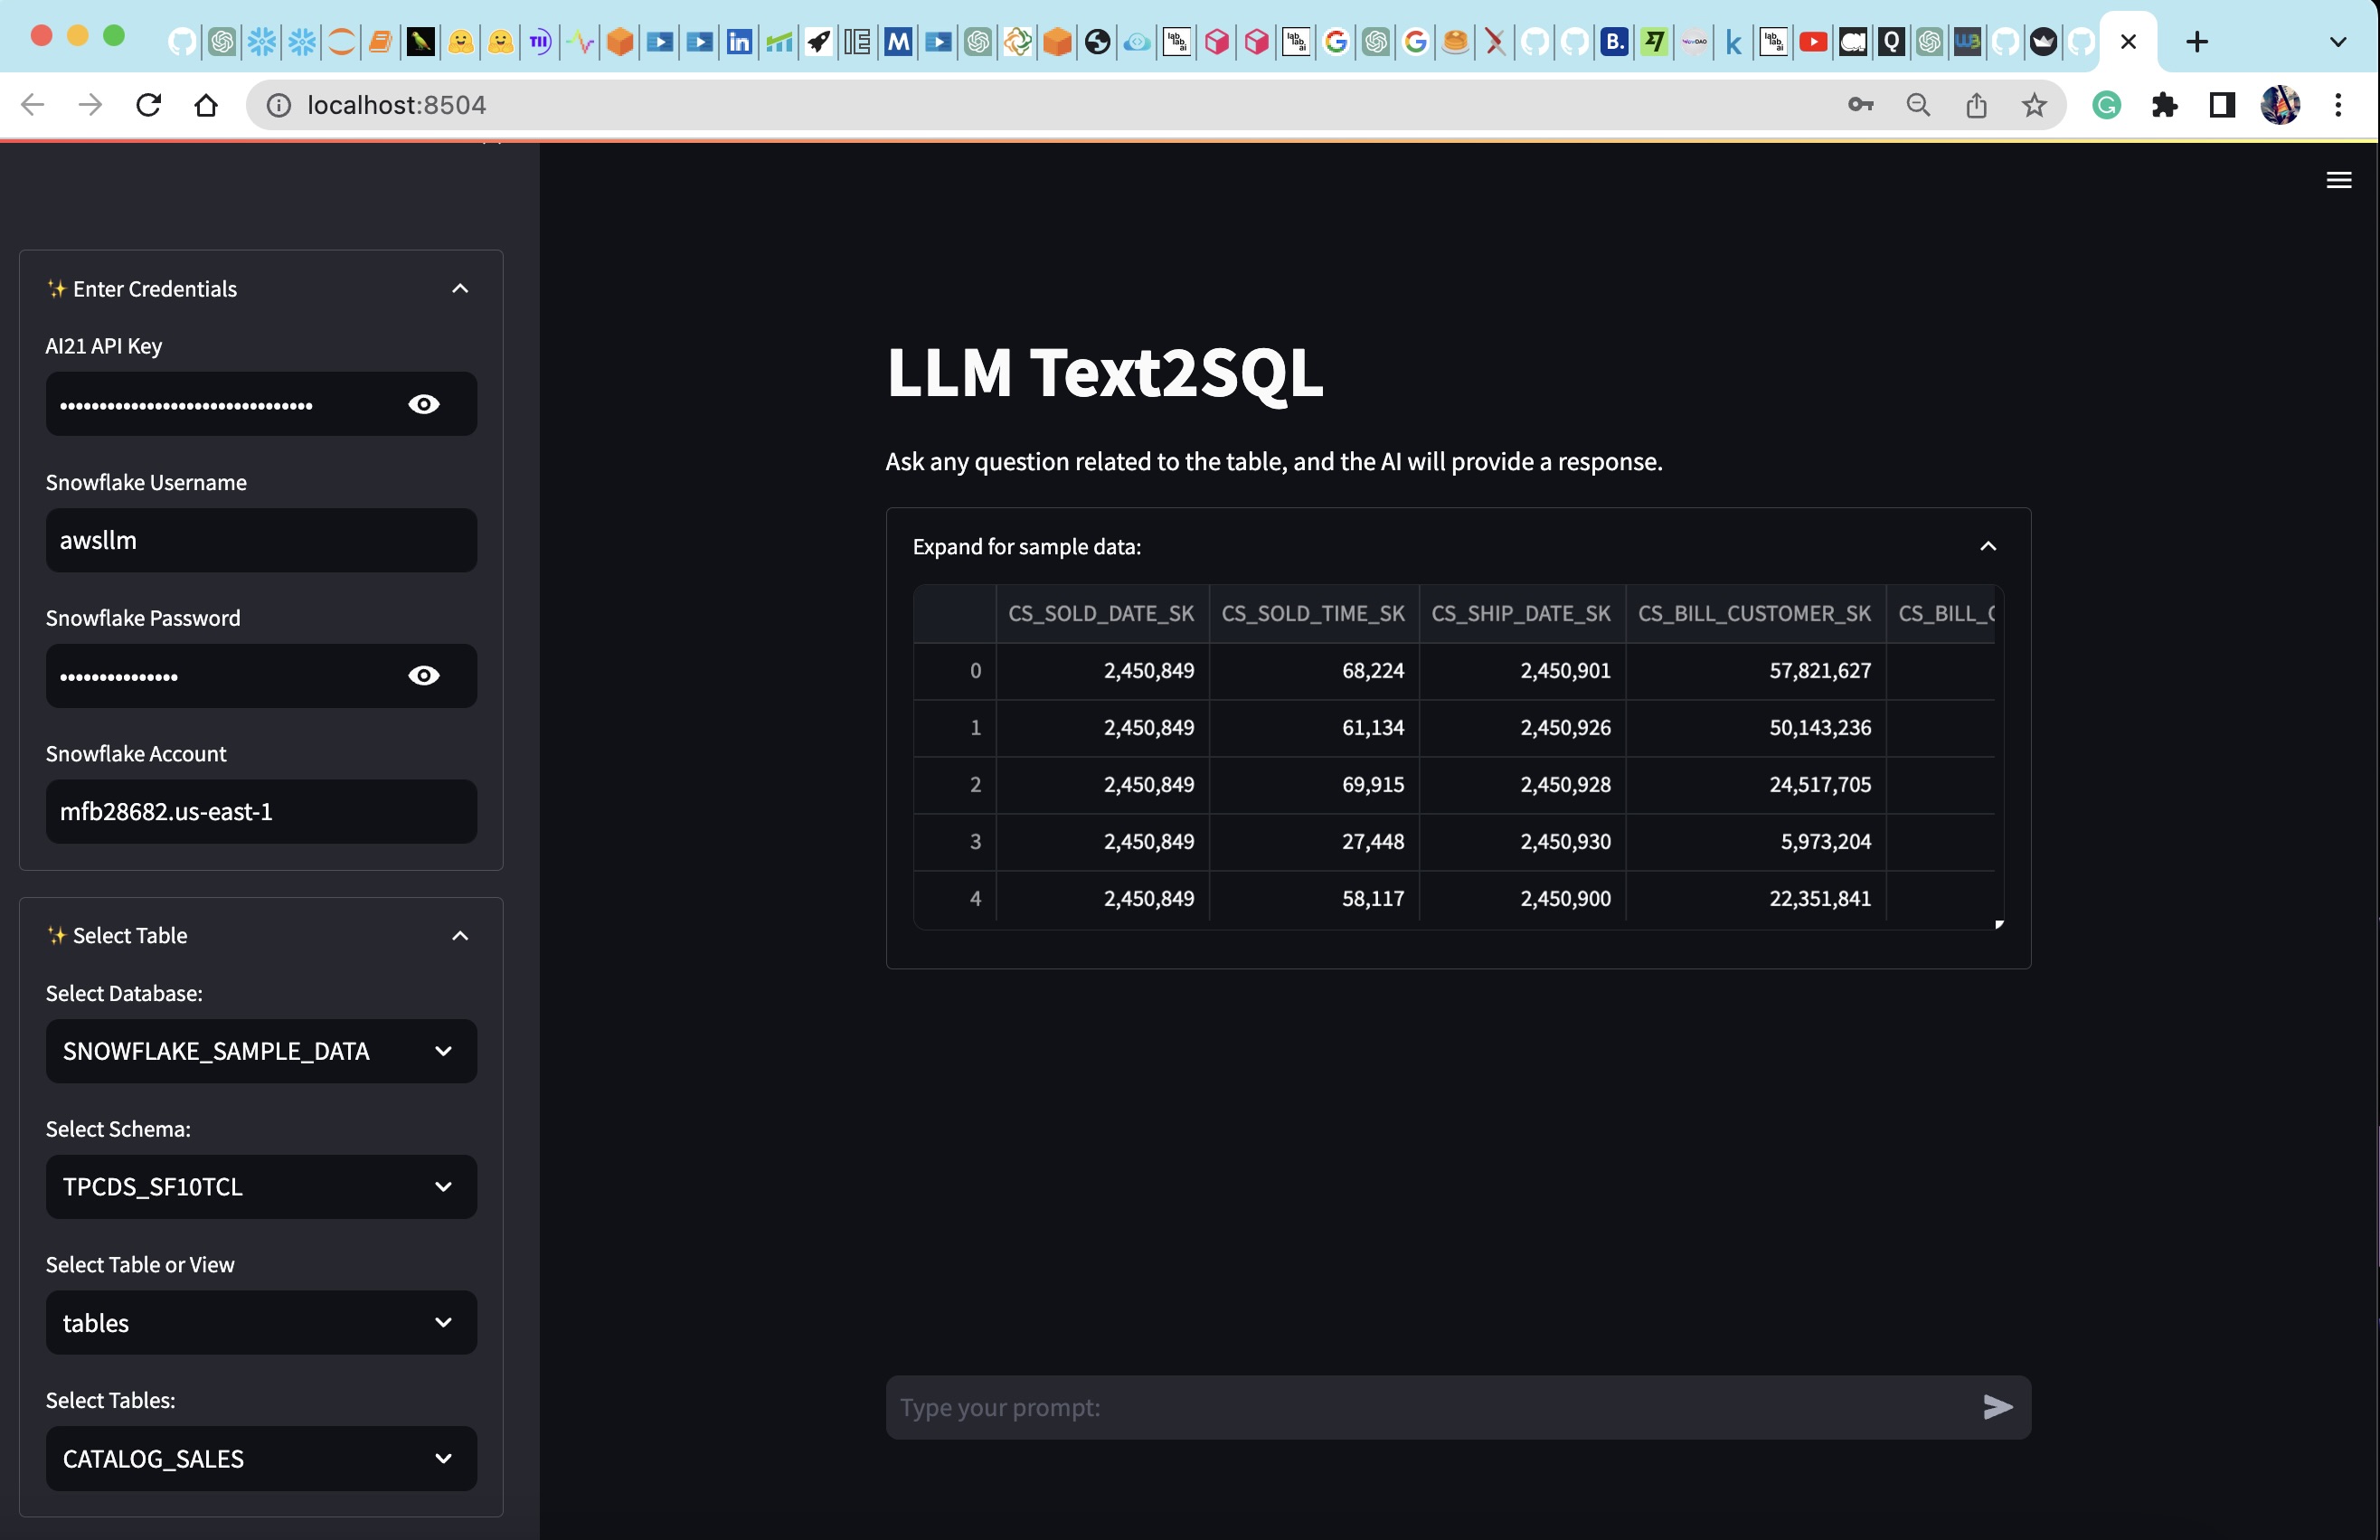 localhost:8504
✨ Enter Credentials
AI21 API Key
••••••••••••••••••••••••••••••••
Snowflake Username
awsllm
Snowflake Password
•••••••••••••••
Snowflake Account
mfb28682.us-east-1
✨ Select Table
Select Database:
SNOWFLAKE_SAMPLE_DATA
Select Schema:
TPCDS_SF10TCL
Select Table or View
tables
Select Tables:
CATALOG_SALES
LLM Text2SQL
Ask any question related to the table, and the AI will provide a response.
Expand for sample data:
CS_SOLD_DATE_SK CS_SOLD_TIME_SK CS_SHIP_DATE_SK CS_BILL_CUSTOMER_SK CS_BILL_C
0 2,450,849 68,224 2,450,901 57,821,627
1 2,450,849 61,134 2,450,926 50,143,236
2 2,450,849 69,915 2,450,928 24,517,705
3 2,450,849 27,448 2,450,930 5,973,204
4 2,450,849 58,117 2,450,900 22,351,841
Type your prompt: